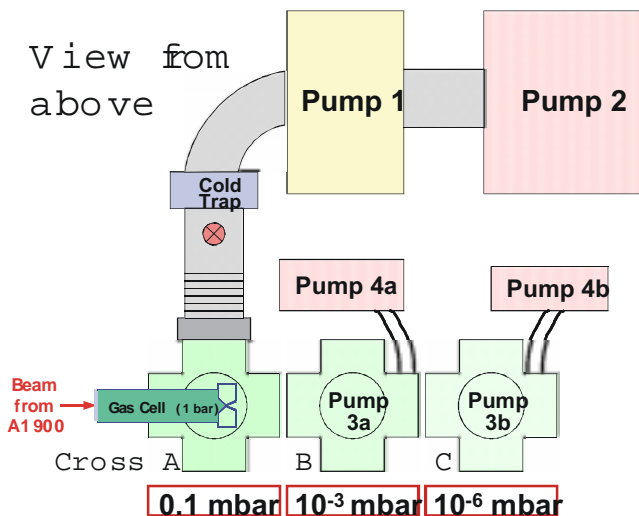 View from
above
Pump 1
Pump 2
Cold
Trap
Pump 4a
Pump 4b
Beam
from
A1900
Gas Cell (1 bar)
Pump
3a
Pump
3b
Cross A
B
C
0.1 mbar
10⁻³ mbar
10⁻⁶ mbar